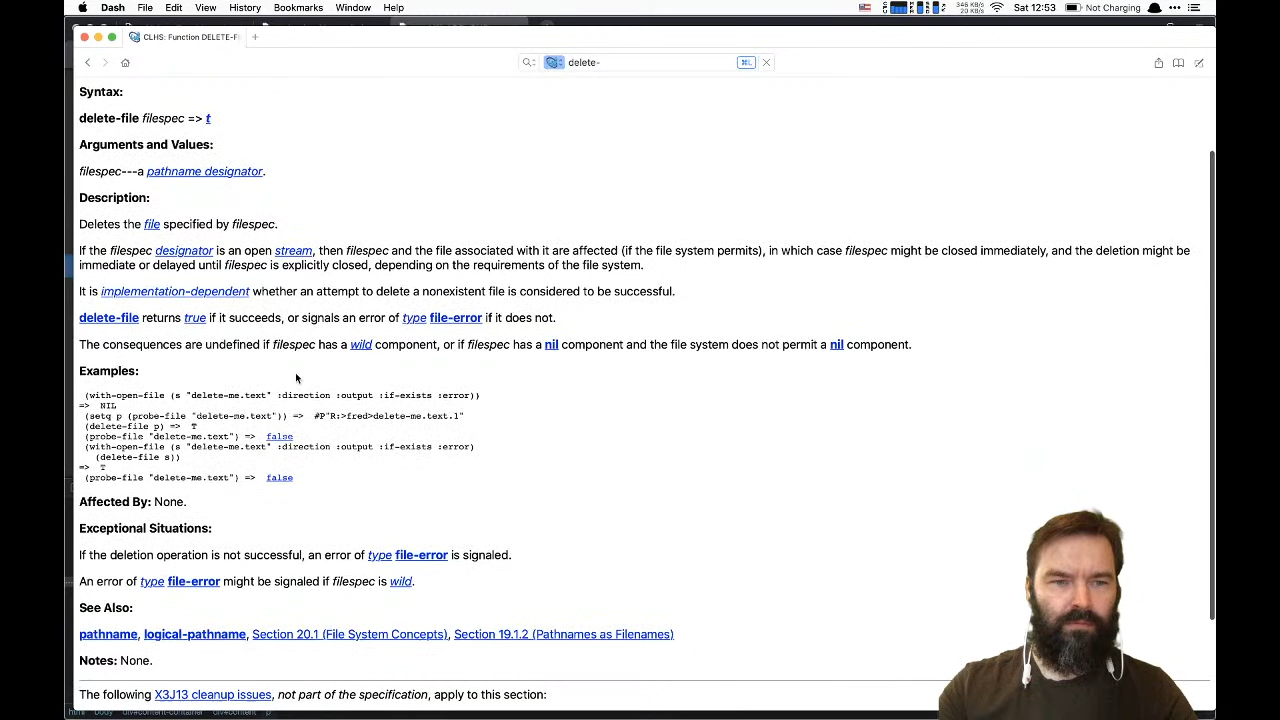 Dash File Edit View History Bookmarks Window Help 346 KB/s 20 KB/s Sat 12:53 Not Charging
CLHS: Function DELETE-FI
delete- ⌘L
Syntax:
delete-file filespec => t
Arguments and Values:
filespec---a pathname designator.
Description:
Deletes the file specified by filespec.
If the filespec designator is an open stream, then filespec and the file associated with it are affected (if the file system permits), in which case filespec might be closed immediately, and the deletion might be
immediate or delayed until filespec is explicitly closed, depending on the requirements of the file system.
It is implementation-dependent whether an attempt to delete a nonexistent file is considered to be successful.
delete-file returns true if it succeeds, or signals an error of type file-error if it does not.
The consequences are undefined if filespec has a wild component, or if filespec has a nil component and the file system does not permit a nil component.
Examples:
(with-open-file (s "delete-me.text" :direction :output :if-exists :error))
=> NIL
(setq p (probe-file "delete-me.text")) => #P"R:>fred>delete-me.text.1"
(delete-file p) => T
(probe-file "delete-me.text") => false
(with-open-file (s "delete-me.text" :direction :output :if-exists :error)
(delete-file s))
=> T
(probe-file "delete-me.text") => false
Affected By: None.
Exceptional Situations:
If the deletion operation is not successful, an error of type file-error is signaled.
An error of type file-error might be signaled if filespec is wild.
See Also:
pathname, logical-pathname, Section 20.1 (File System Concepts), Section 19.1.2 (Pathnames as Filenames)
Notes: None.
The following X3J13 cleanup issues, not part of the specification, apply to this section: